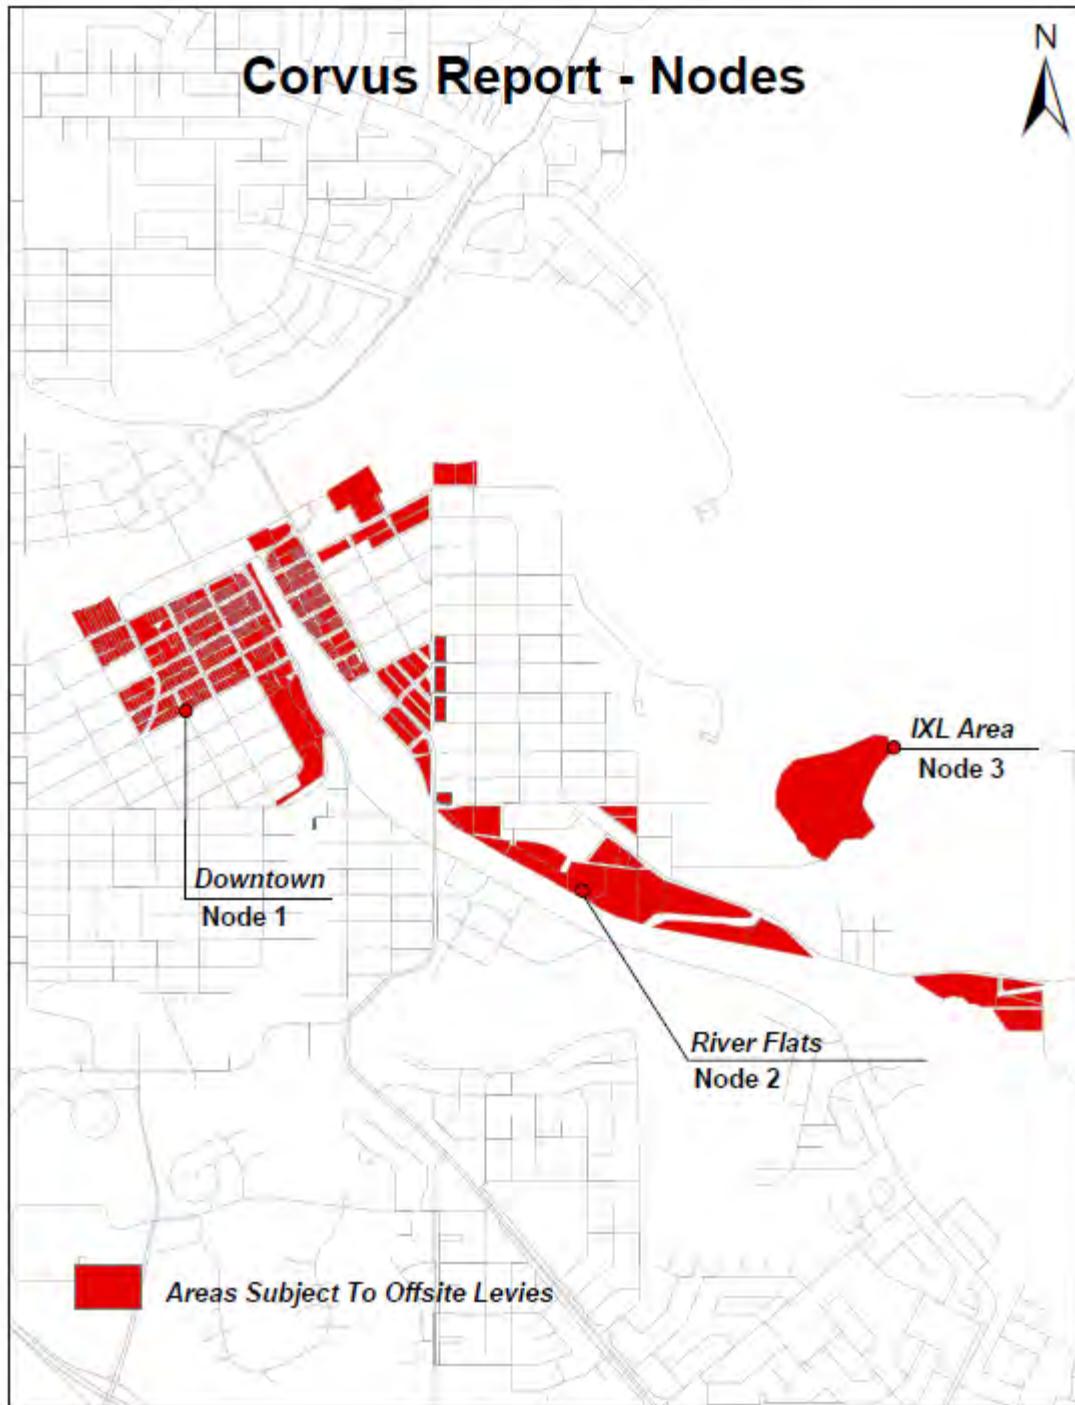 N
Corvus Report - Nodes
IXL Area
Node 3
Downtown
Node 1
River Flats
Node 2
Areas Subject To Offsite Levies